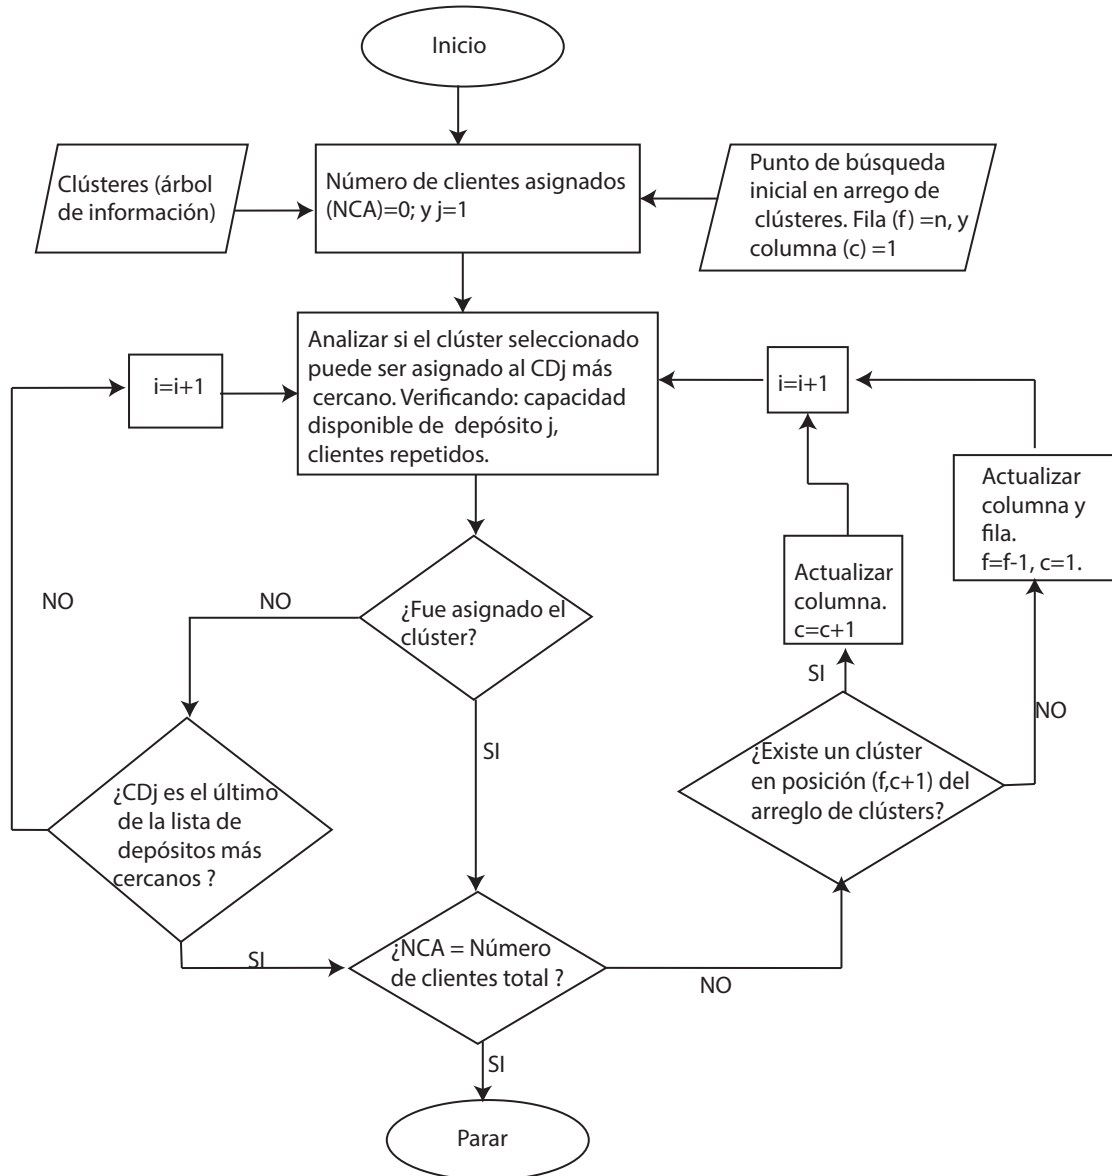 Inicio
Clústeres (árbol
de información)
Número de clientes asignados
(NCA)=0; y j=1
Punto de búsqueda
inicial en arrego de
clústeres. Fila (f) =n, y
columna (c) =1
Analizar si el clúster seleccionado
puede ser asignado al CDj más
cercano. Verificando: capacidad
disponible de depósito j,
clientes repetidos.
i=i+1
i=i+1
Actualizar
columna y
fila.
f=f-1, c=1.
Actualizar
columna.
c=c+1
NO
NO
¿Fue asignado el
clúster?
SI
SI
NO
¿Existe un clúster
en posición (f,c+1) del
arreglo de clústers?
¿CDj es el último
de la lista de
depósitos más
cercanos ?
SI
¿NCA = Número
de clientes total ?
NO
SI
Parar